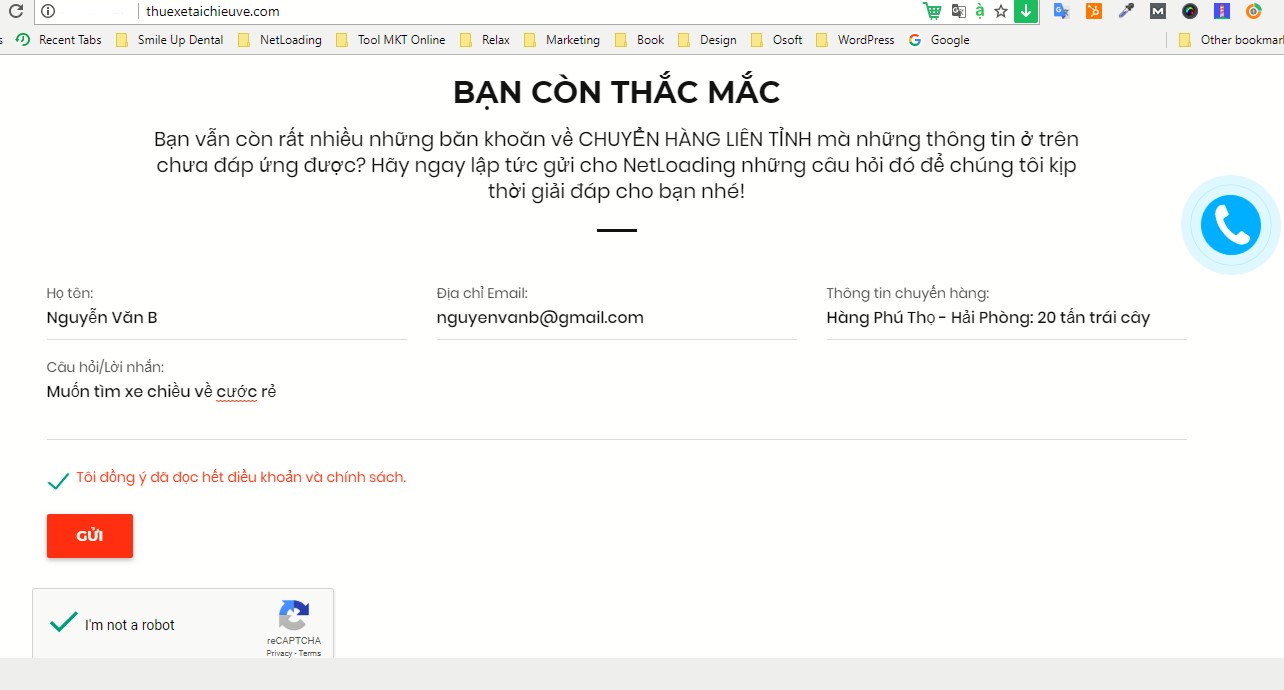 thuexetaichieuve.com
Recent Tabs Smile Up Dental NetLoading Tool MKT Online Relax Marketing Book Design Osoft WordPress Google Other bookmar
BẠN CÒN THẮC MẮC
Bạn vẫn còn rất nhiều những băn khoăn về CHUYỂN HÀNG LIÊN TỈNH mà những thông tin ở trên
chưa đáp ứng được? Hãy ngay lập tức gửi cho NetLoading những câu hỏi đó để chúng tôi kịp
thời giải đáp cho bạn nhé!
Họ tên: Địa chỉ Email: Thông tin chuyến hàng:
Nguyễn Văn B nguyenvanb@gmail.com Hàng Phú Thọ - Hải Phòng: 20 tấn trái cây
Câu hỏi/Lời nhắn:
Muốn tìm xe chiều về cước rẻ
Tôi đồng ý đã đọc hết điều khoản và chính sách.
GỬI
I'm not a robot
reCAPTCHA
Privacy - Terms